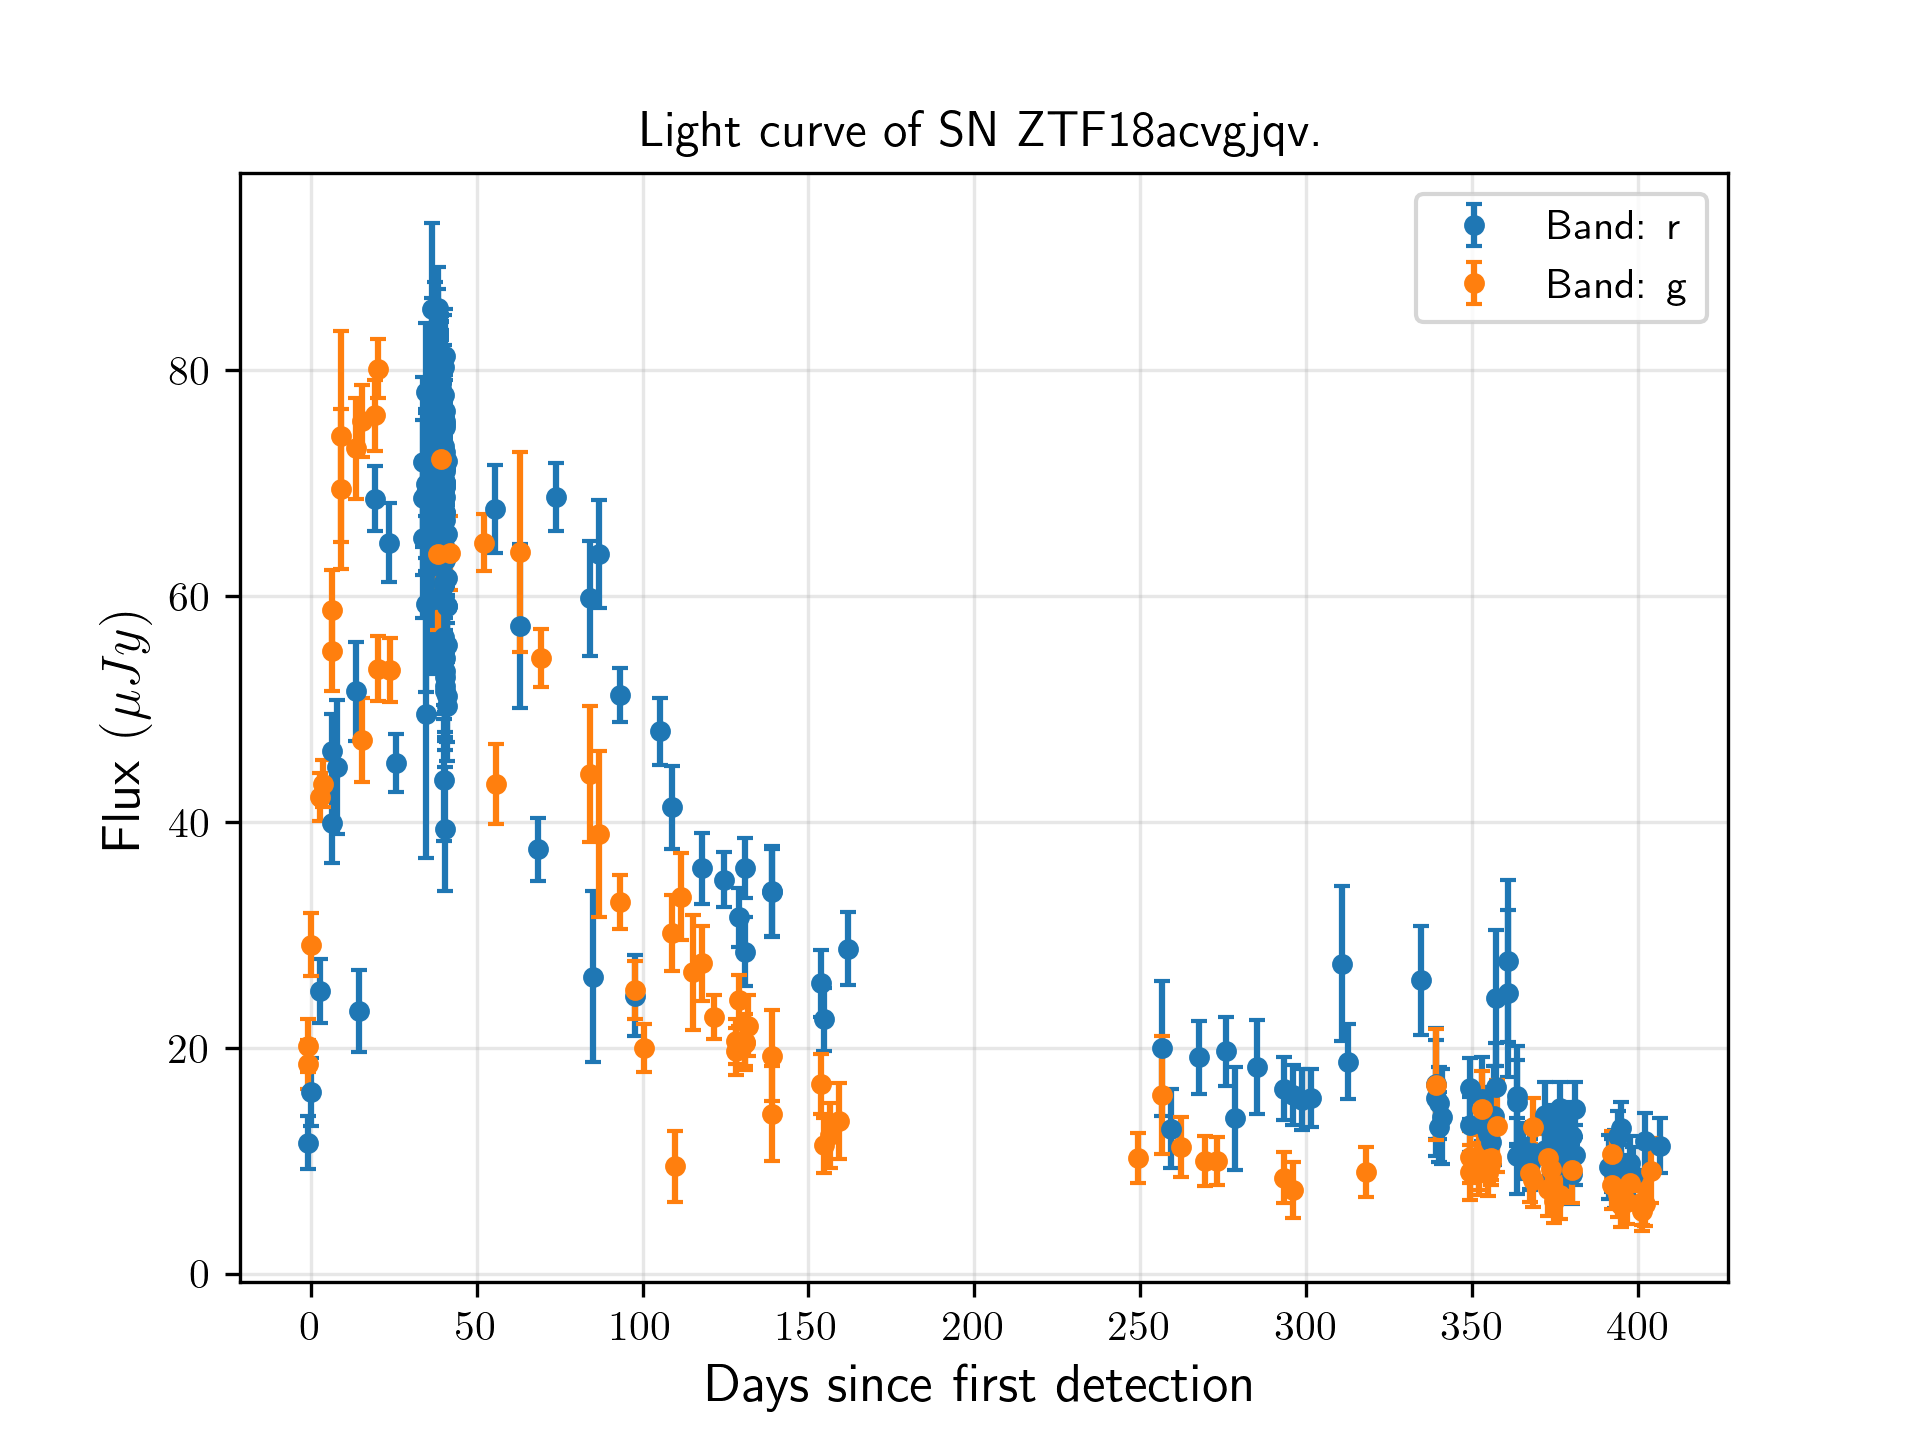 Light curve of SN ZTF18acvgjqv.
Band: r
Band: g
Flux (μJy)
80
60
40
20
0
0 50 100 150 200 250 300 350 400
Days since first detection